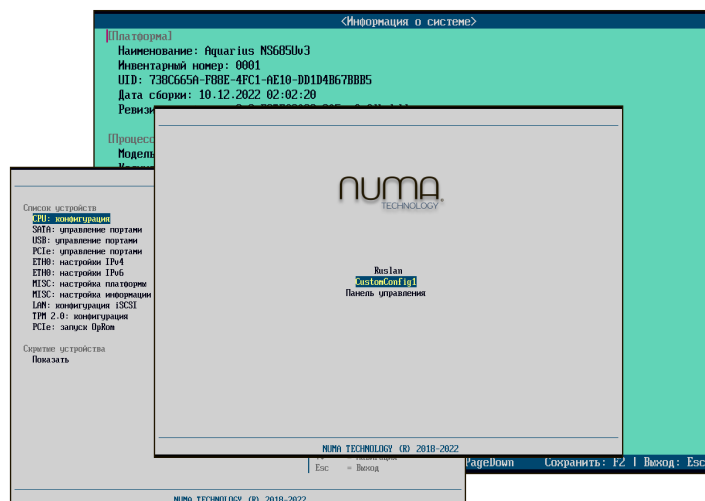 <Информация о системе>
[Платформа]
Наименование: Aquarius NS685Uv3
Инвентарный номер: 0001
UID: 738C665A-F88E-4FC1-AE10-DD1D4B67BBB5
Дата сборки: 10.12.2022 02:02:20
[Процесс
Модель
NUMA
TECHNOLOGY
Ruslan
CustomConfig1
Панель управления
NUMA TECHNOLOGY (R) 2018-2022
Список устройств
CPU: конфигурация
SATA: управление портами
USB: управление портами
PCIe: управление портами
ETH0: настройки IPv4
ETH0: настройки IPv6
MISC: настройка платформы
MISC: настройка информации
LAN: конфигурация iSCSI
TPM 2.0: конфигурация
PCIe: запуск OpRom
Скрытые устройства
Показать
PageDown Сохранить: F2 | Выход: Esc
Esc = Выход
NUMA TECHNOLOGY (R) 2018-2022